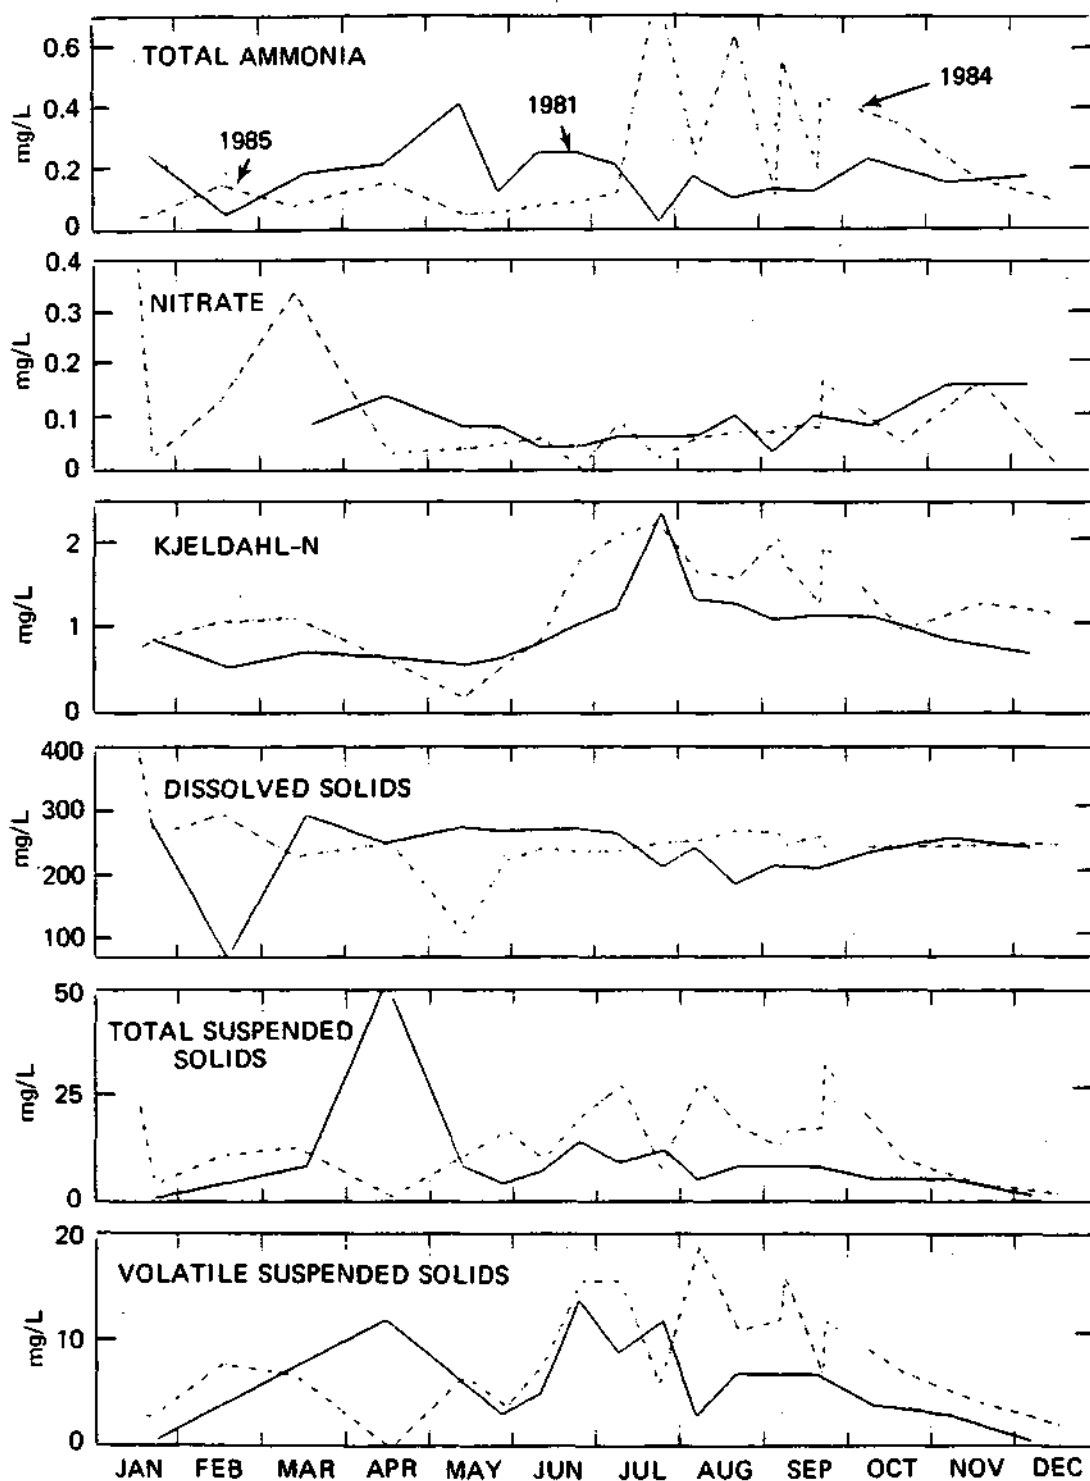 TOTAL AMMONIA
mg/L
0.6
0.4
0.2
0
1985
1981
1984
NITRATE
mg/L
0.4
0.3
0.2
0.1
0
KJELDAHL-N
mg/L
2
1
0
DISSOLVED SOLIDS
mg/L
400
300
200
100
TOTAL SUSPENDED
SOLIDS
mg/L
50
25
0
VOLATILE SUSPENDED SOLIDS
mg/L
20
10
0
JAN FEB MAR APR MAY JUN JUL AUG SEP OCT NOV DEC